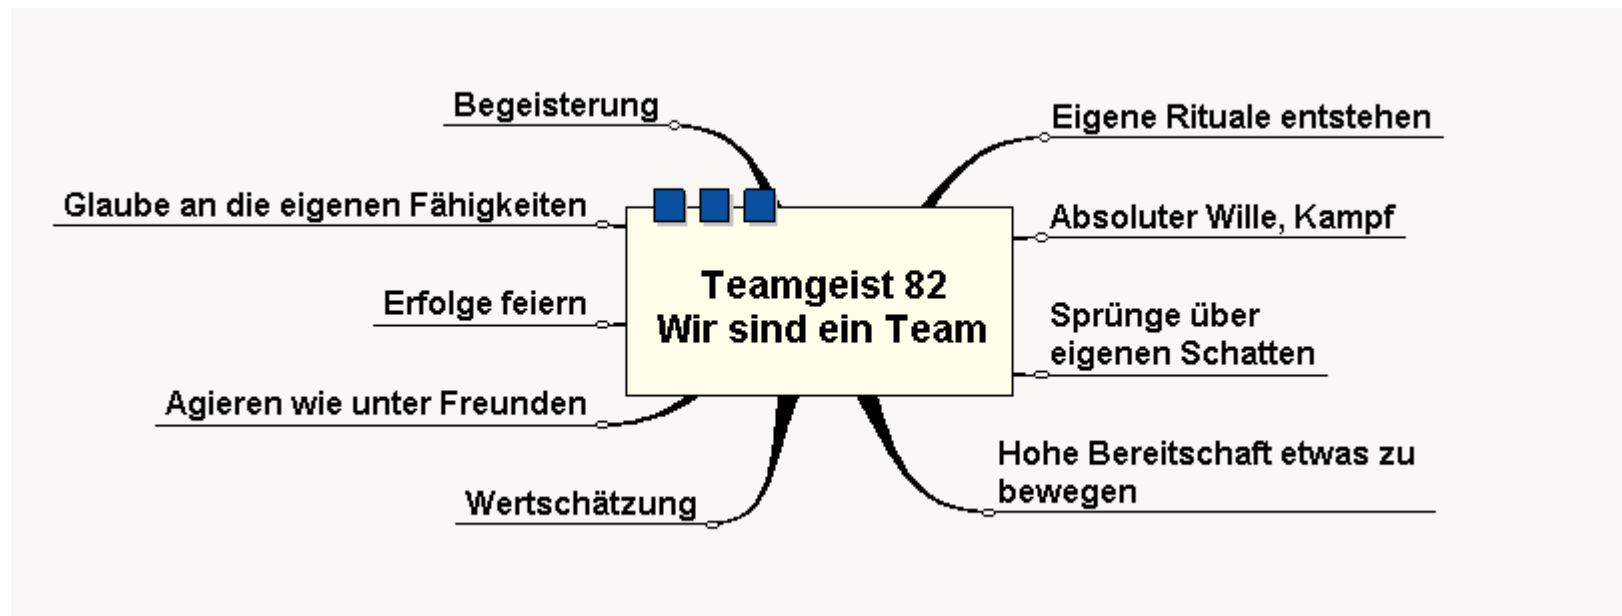 Begeisterung
Eigene Rituale entstehen
Glaube an die eigenen Fähigkeiten
Absoluter Wille, Kampf
Teamgeist 82
Wir sind ein Team
Erfolge feiern
Sprünge über
eigenen Schatten
Agieren wie unter Freunden
Hohe Bereitschaft etwas zu
bewegen
Wertschätzung